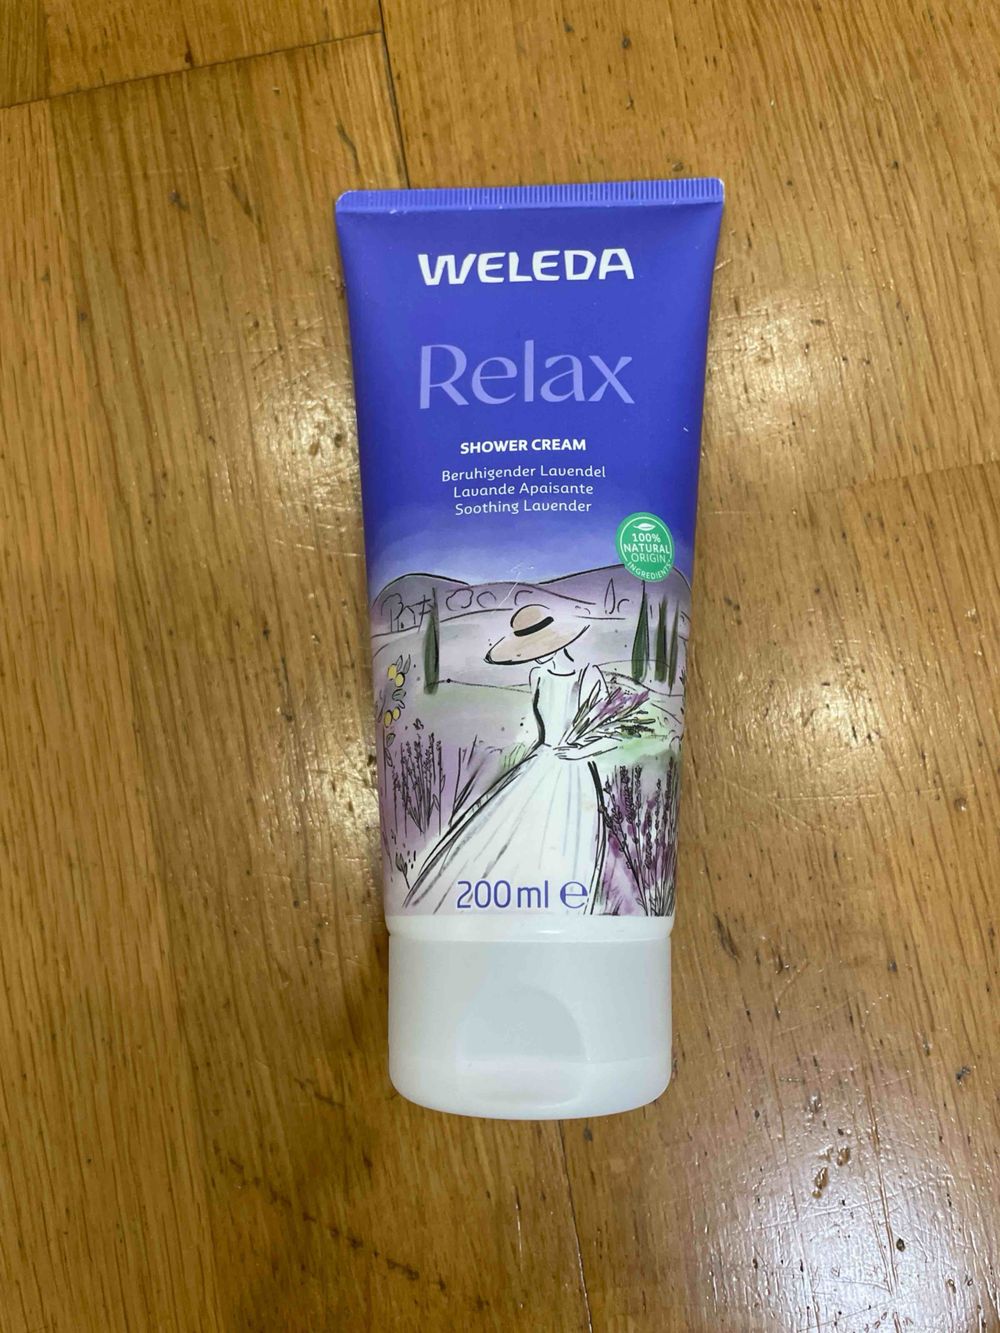 WELEDA
Relax
SHOWER CREAM
Beruhigender Lavendel
Lavande Apaisante
Soothing Lavender
100%
NATURAL
ORIGIN
INGREDIENTS
200ml ℮